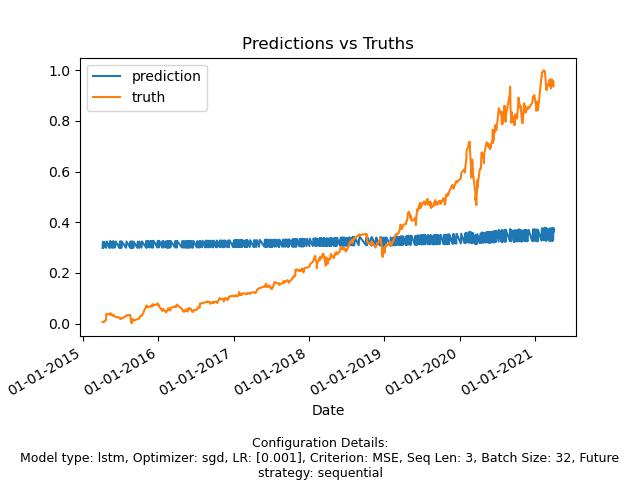 Predictions vs Truths
prediction
truth
1.0
0.8
0.6
0.4
0.2
0.0
01-01-2015
01-01-2016
01-01-2017
01-01-2018
01-01-2019
01-01-2020
01-01-2021
Date
Configuration Details:
Model type: lstm, Optimizer: sgd, LR: [0.001], Criterion: MSE, Seq Len: 3, Batch Size: 32, Future
strategy: sequential